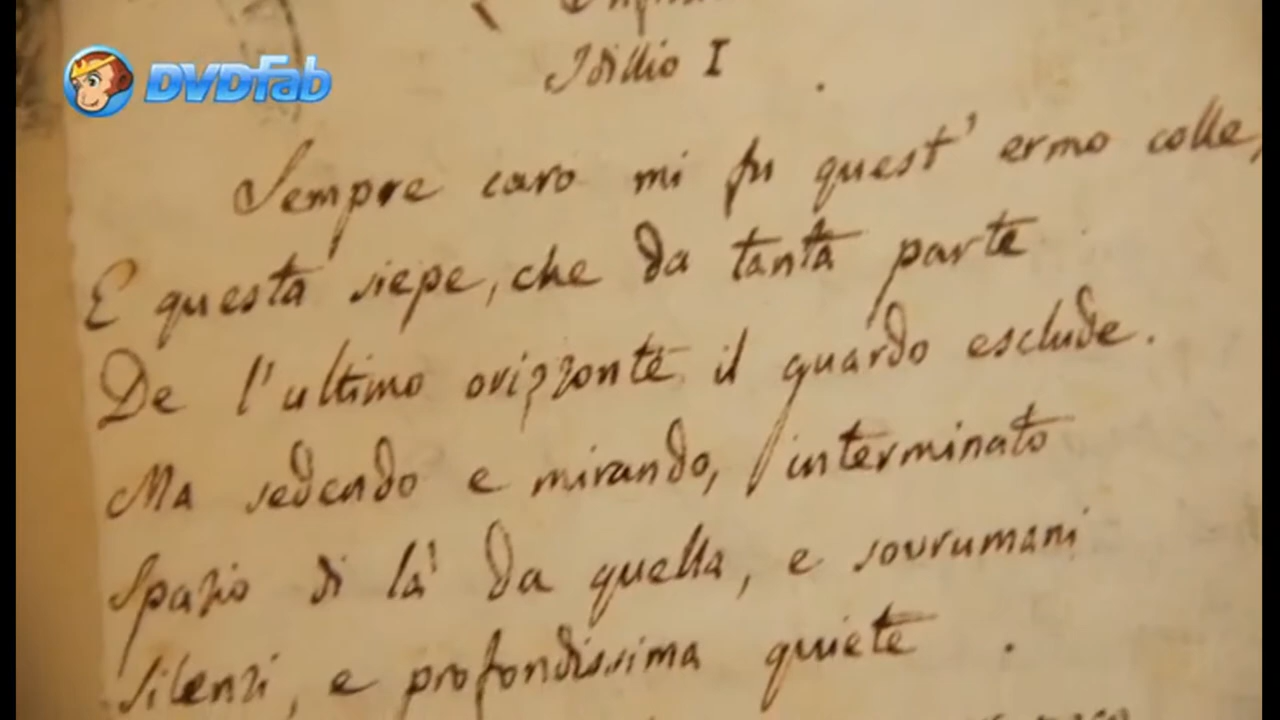 DVDFab
Idillio I
Sempre caro mi fu quest' ermo colle,
E questa siepe, che da tanta parte
De l'ultimo orizzonte il guardo esclude.
Ma sedendo e mirando, interminato
Spazio di là da quella, e sovrumani
Silenzi, e profondissima quiete